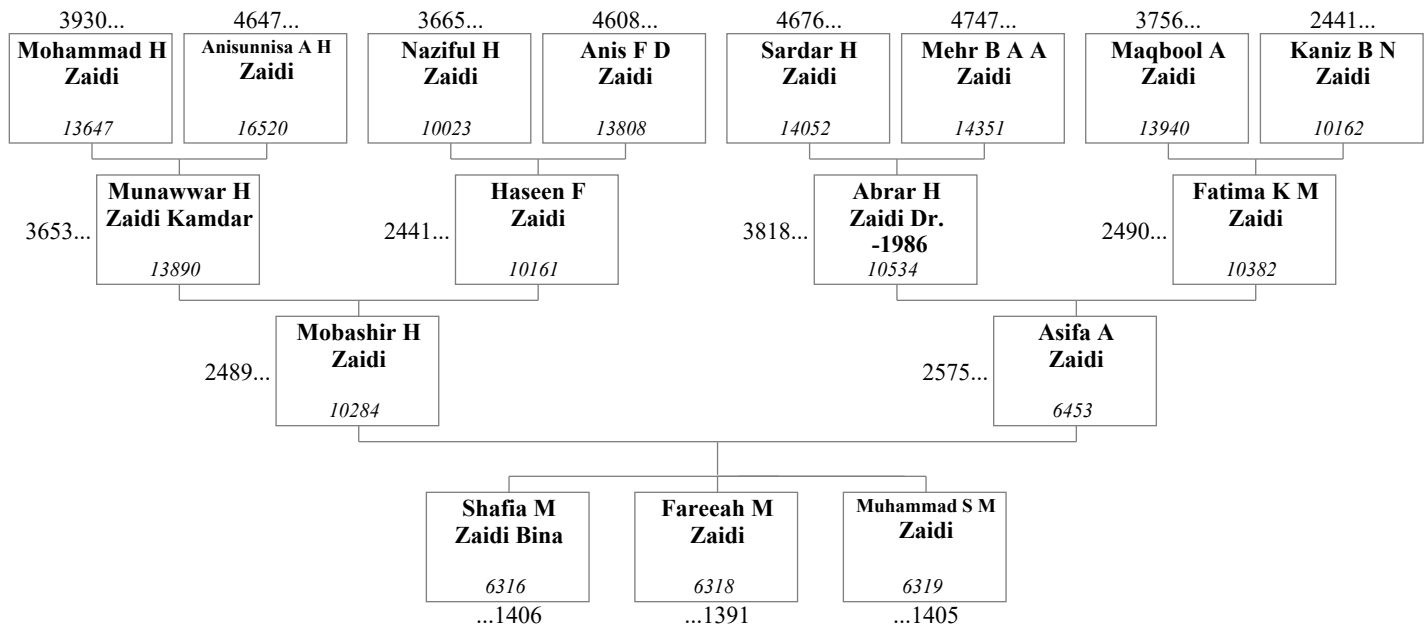 3930...
4647...
3665...
4608...
4676...
4747...
3756...
2441...
Mohammad H
Zaidi
13647
Anisunnisa A H
Zaidi
16520
Naziful H
Zaidi
10023
Anis F D
Zaidi
13808
Sardar H
Zaidi
14052
Mehr B A A
Zaidi
14351
Maqbool A
Zaidi
13940
Kaniz B N
Zaidi
10162
3653...
Munawwar H
Zaidi Kamdar
13890
2441...
Haseen F
Zaidi
10161
3818...
Abrar H
Zaidi Dr.
-1986
10534
2490...
Fatima K M
Zaidi
10382
2489...
Mobashir H
Zaidi
10284
2575...
Asifa A
Zaidi
6453
Shafia M
Zaidi Bina
6316
...1406
Fareeah M
Zaidi
6318
...1391
Muhammad S M
Zaidi
6319
...1405